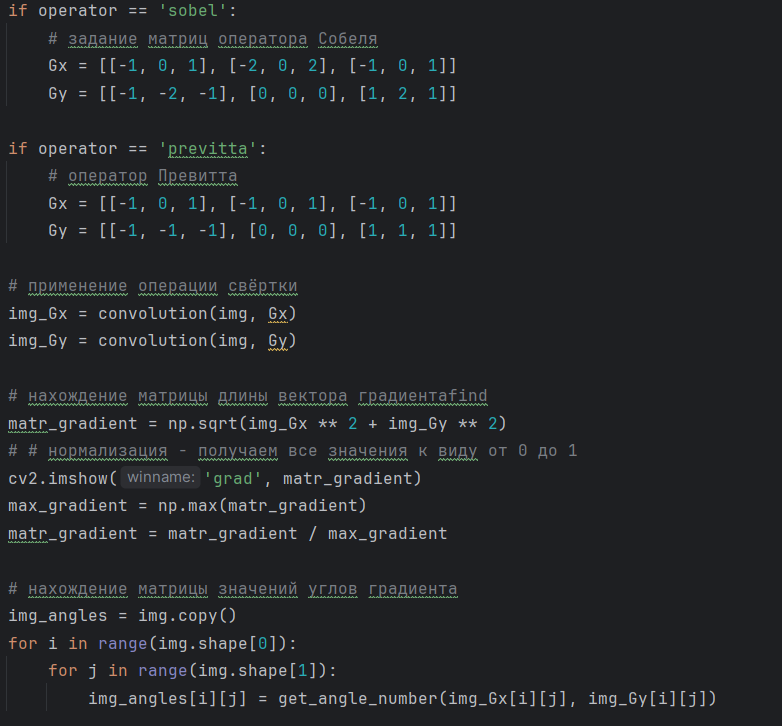 if operator == 'sobel':
    # задание матриц оператора Собеля
    Gx = [[-1, 0, 1], [-2, 0, 2], [-1, 0, 1]]
    Gy = [[-1, -2, -1], [0, 0, 0], [1, 2, 1]]
if operator == 'previtta':
    # оператор Превитта
    Gx = [[-1, 0, 1], [-1, 0, 1], [-1, 0, 1]]
    Gy = [[-1, -1, -1], [0, 0, 0], [1, 1, 1]]
# применение операции свёртки
img_Gx = convolution(img, Gx)
img_Gy = convolution(img, Gy)
# нахождение матрицы длины вектора градиентаfind
matr_gradient = np.sqrt(img_Gx ** 2 + img_Gy ** 2)
# # нормализация - получаем все значения к виду от 0 до 1
cv2.imshow( winname: 'grad', matr_gradient)
max_gradient = np.max(matr_gradient)
matr_gradient = matr_gradient / max_gradient
# нахождение матрицы значений углов градиента
img_angles = img.copy()
for i in range(img.shape[0]):
    for j in range(img.shape[1]):
        img_angles[i][j] = get_angle_number(img_Gx[i][j], img_Gy[i][j])